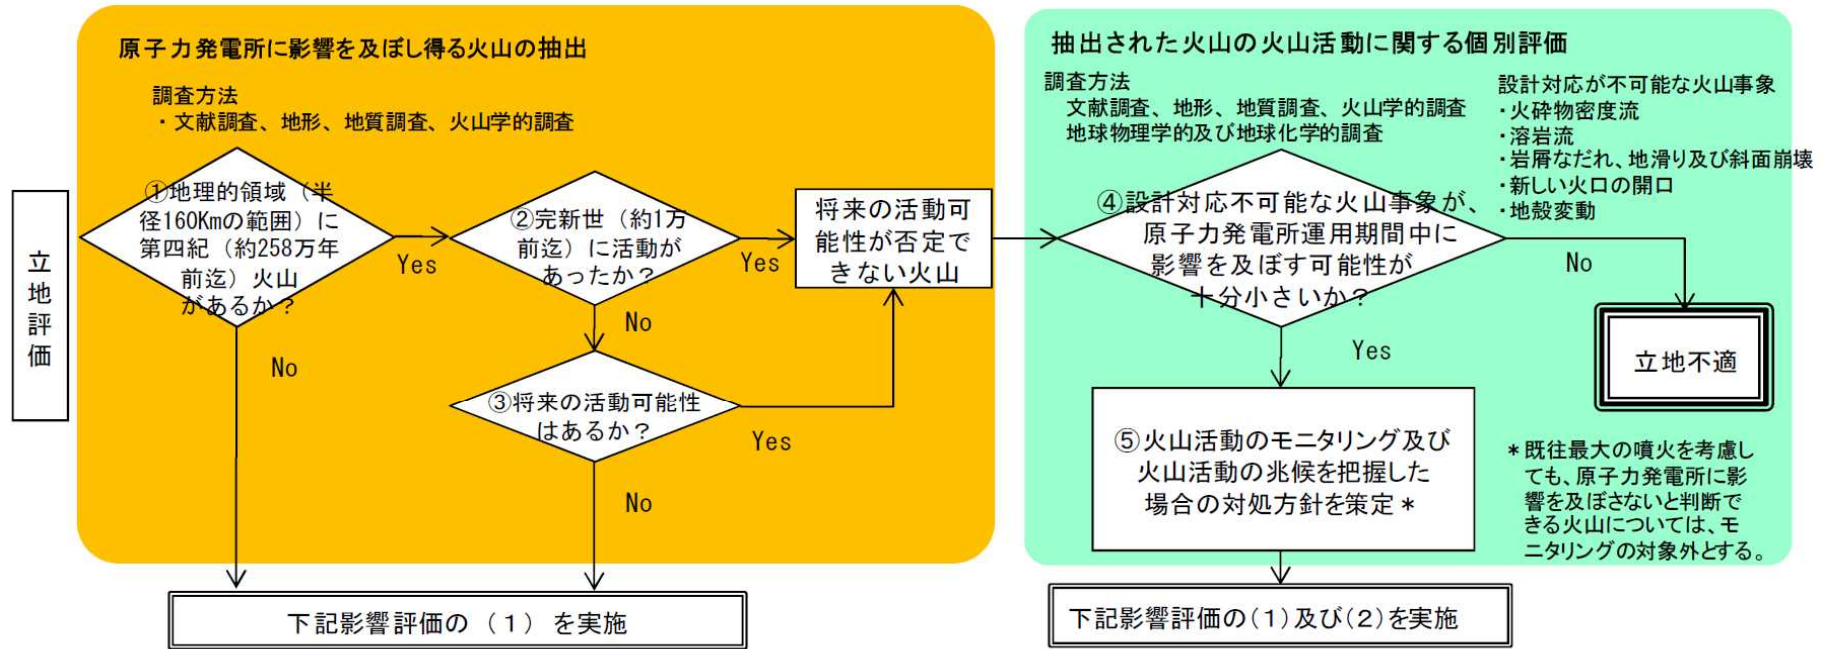 立地評価
原子力発電所に影響を及ぼし得る火山の抽出
調査方法
・文献調査、地形、地質調査、火山学的調査
①地理的領域（半
径160Kmの範囲）に
第四紀（約258万年
前迄）火山
があるか？
Yes
No
②完新世（約1万
前迄）に活動が
あったか？
Yes
No
③将来の活動可能性
はあるか？
Yes
No
将来の活動可
能性が否定で
きない火山
下記影響評価の（１）を実施
抽出された火山の火山活動に関する個別評価
調査方法
文献調査、地形、地質調査、火山学的調査
地球物理学的及び地球化学的調査
設計対応が不可能な火山事象
・火砕物密度流
・溶岩流
・岩屑なだれ、地滑り及び斜面崩壊
・新しい火口の開口
・地殻変動
④設計対応不可能な火山事象が、
原子力発電所運用期間中に
影響を及ぼす可能性が
十分小さいか？
No
Yes
立地不適
⑤火山活動のモニタリング及び
火山活動の兆候を把握した
場合の対処方針を策定＊
＊既往最大の噴火を考慮し
ても、原子力発電所に影
響を及ぼさないと判断で
きる火山については、モ
ニタリングの対象外とする。
下記影響評価の(１)及び(２)を実施